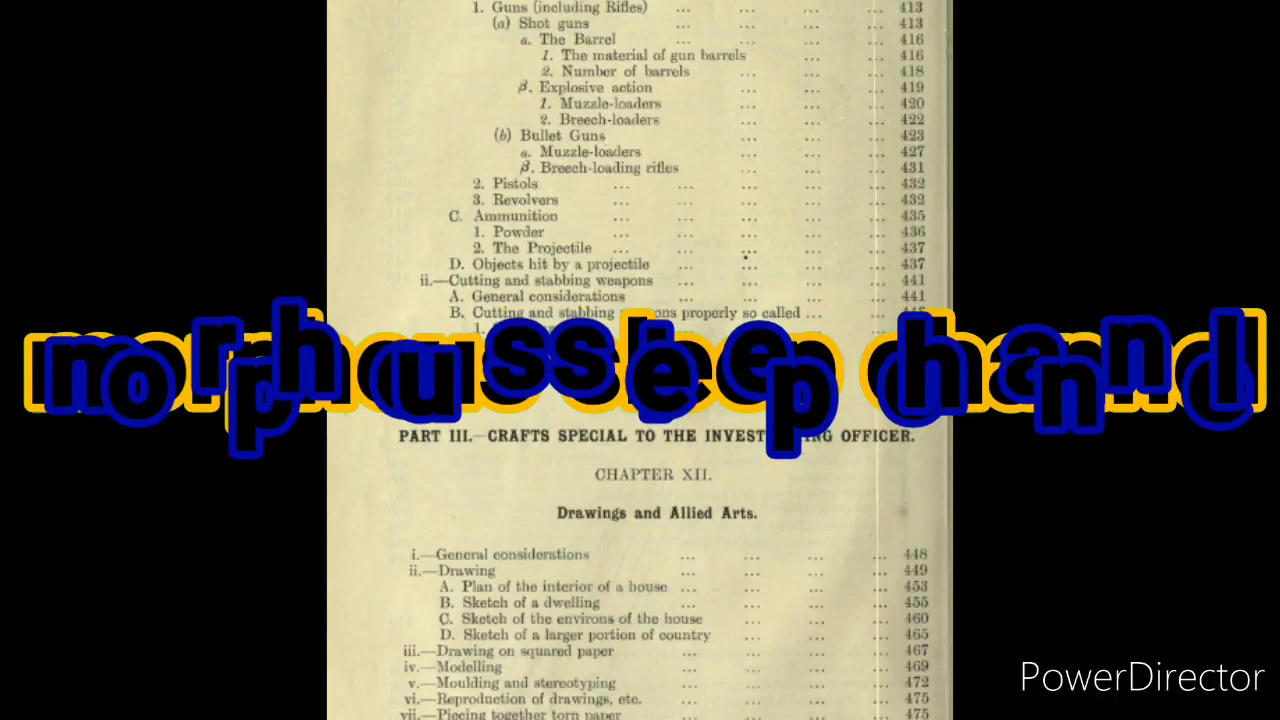 1. Guns (including Rifles) ... ... ... ... 413
(a) Shot guns ... ... ... ... 413
a. The Barrel ... ... ... ... 416
1. The material of gun barrels ... ... 416
2. Number of barrels ... ... ... 418
β. Explosive action ... ... ... 419
1. Muzzle-loaders ... ... ... 420
2. Breech-loaders ... ... ... 422
(b) Bullet Guns ... ... ... ... 423
a. Muzzle-loaders ... ... ... 427
β. Breech-loading rifles ... ... ... 431
2. Pistols ... ... ... ... ... 432
3. Revolvers ... ... ... ... ... 432
C. Ammunition ... ... ... ... ... 435
1. Powder ... ... ... ... ... 436
2. The Projectile ... ... ... ... ... 437
D. Objects hit by a projectile ... ... ... ... 437
ii.—Cutting and stabbing weapons ... ... ... ... 441
A. General considerations ... ... ... ... 441
B. Cutting and stabbing properly so called ...
1.
morpheussleep channel
PART III.—CRAFTS SPECIAL TO THE OFFICER.
CHAPTER XII.
Drawings and Allied Arts.
i.—General considerations ... ... ... ... 448
ii.—Drawing ... ... ... ... 449
A. Plan of the interior of a house ... ... ... ... 453
B. Sketch of a dwelling ... ... ... ... 455
C. Sketch of the environs of the house ... ... ... 460
D. Sketch of a larger portion of country ... ... ... 465
iii.—Drawing on squared paper ... ... ... ... 467
iv.—Modelling ... ... ... ... 469
v.—Moulding and stereotyping ... ... ... ... 472
vi.—Reproduction of drawings, etc. ... ... ... ... 475
vii.—Piecing together torn paper ... ... ... ... 475
PowerDirector